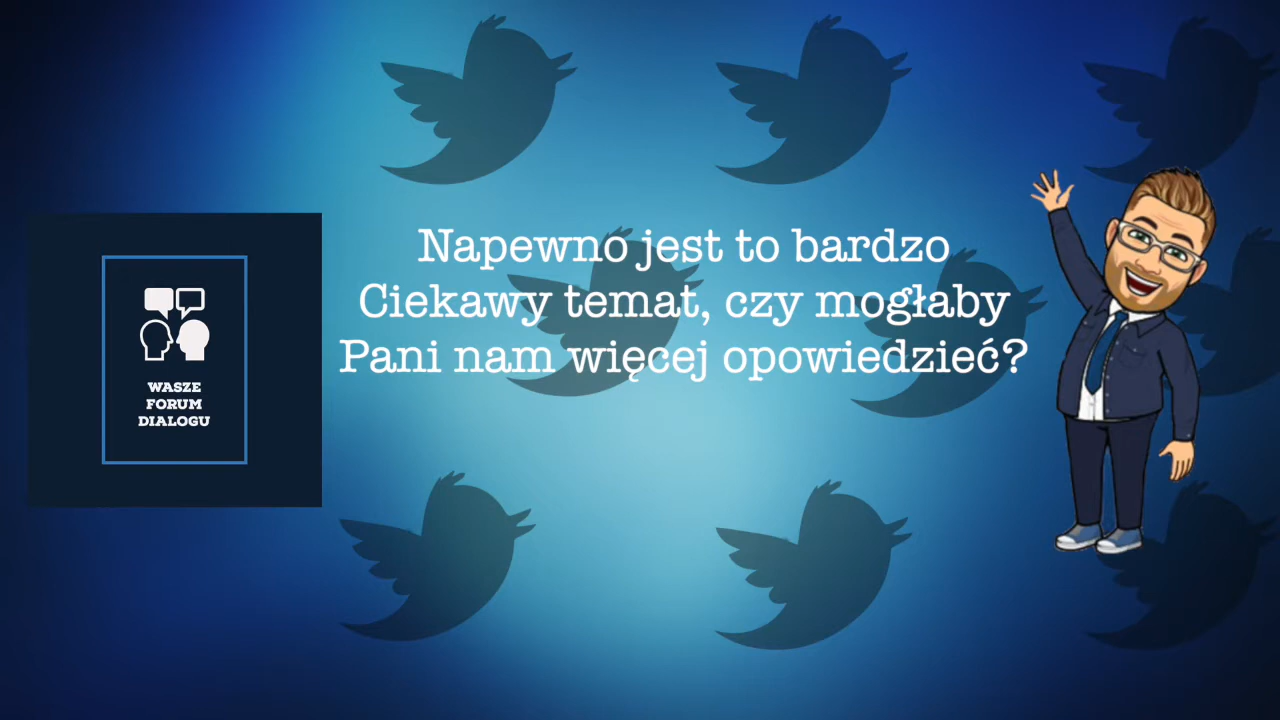 WASZE
FORUM
DIALOGU
Napewno jest to bardzo
Ciekawy temat, czy mogłaby
Pani nam więcej opowiedzieć?